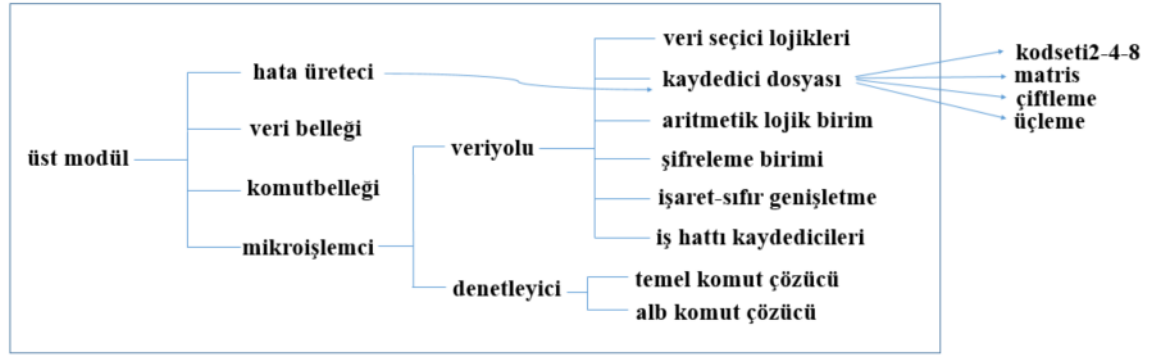 üst modül
hata üreteci
veri belleği
komutbelleği
mikroişlemci
veriyolu
denetleyici
veri seçici lojikleri
kaydedici dosyası
aritmetik lojik birim
şifreleme birimi
işaret-sıfır genişletme
iş hattı kaydedicileri
temel komut çözücü
alb komut çözücü
kodseti2-4-8
matris
çiftleme
üçleme